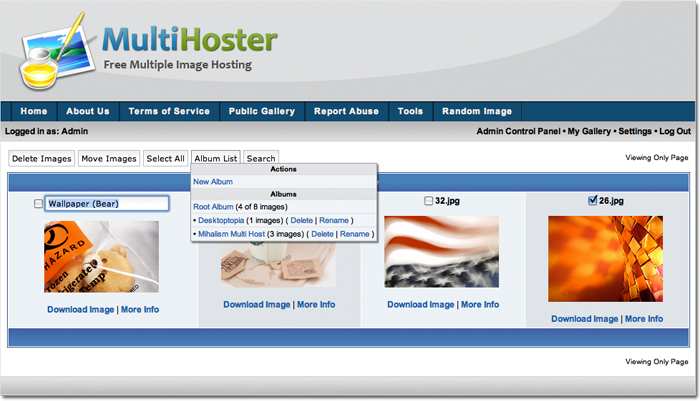 MultiHoster
Free Multiple Image Hosting
Home About Us Terms of Service Public Gallery Report Abuse Tools Random Image
Logged in as: Admin
Admin Control Panel • My Gallery • Settings • Log Out
Delete Images Move Images Select All Album List Search
Viewing Only Page
Actions
New Album
Albums
Root Album (4 of 8 images)
• Desktoptopia (1 images) ( Delete | Rename )
• Mihalism Multi Host (3 images) ( Delete | Rename )
Wallpaper (Bear)
32.jpg
26.jpg
HAZARD
Download Image | More Info
Download Image | More Info
Download Image | More Info
Download Image | More Info
Viewing Only Page